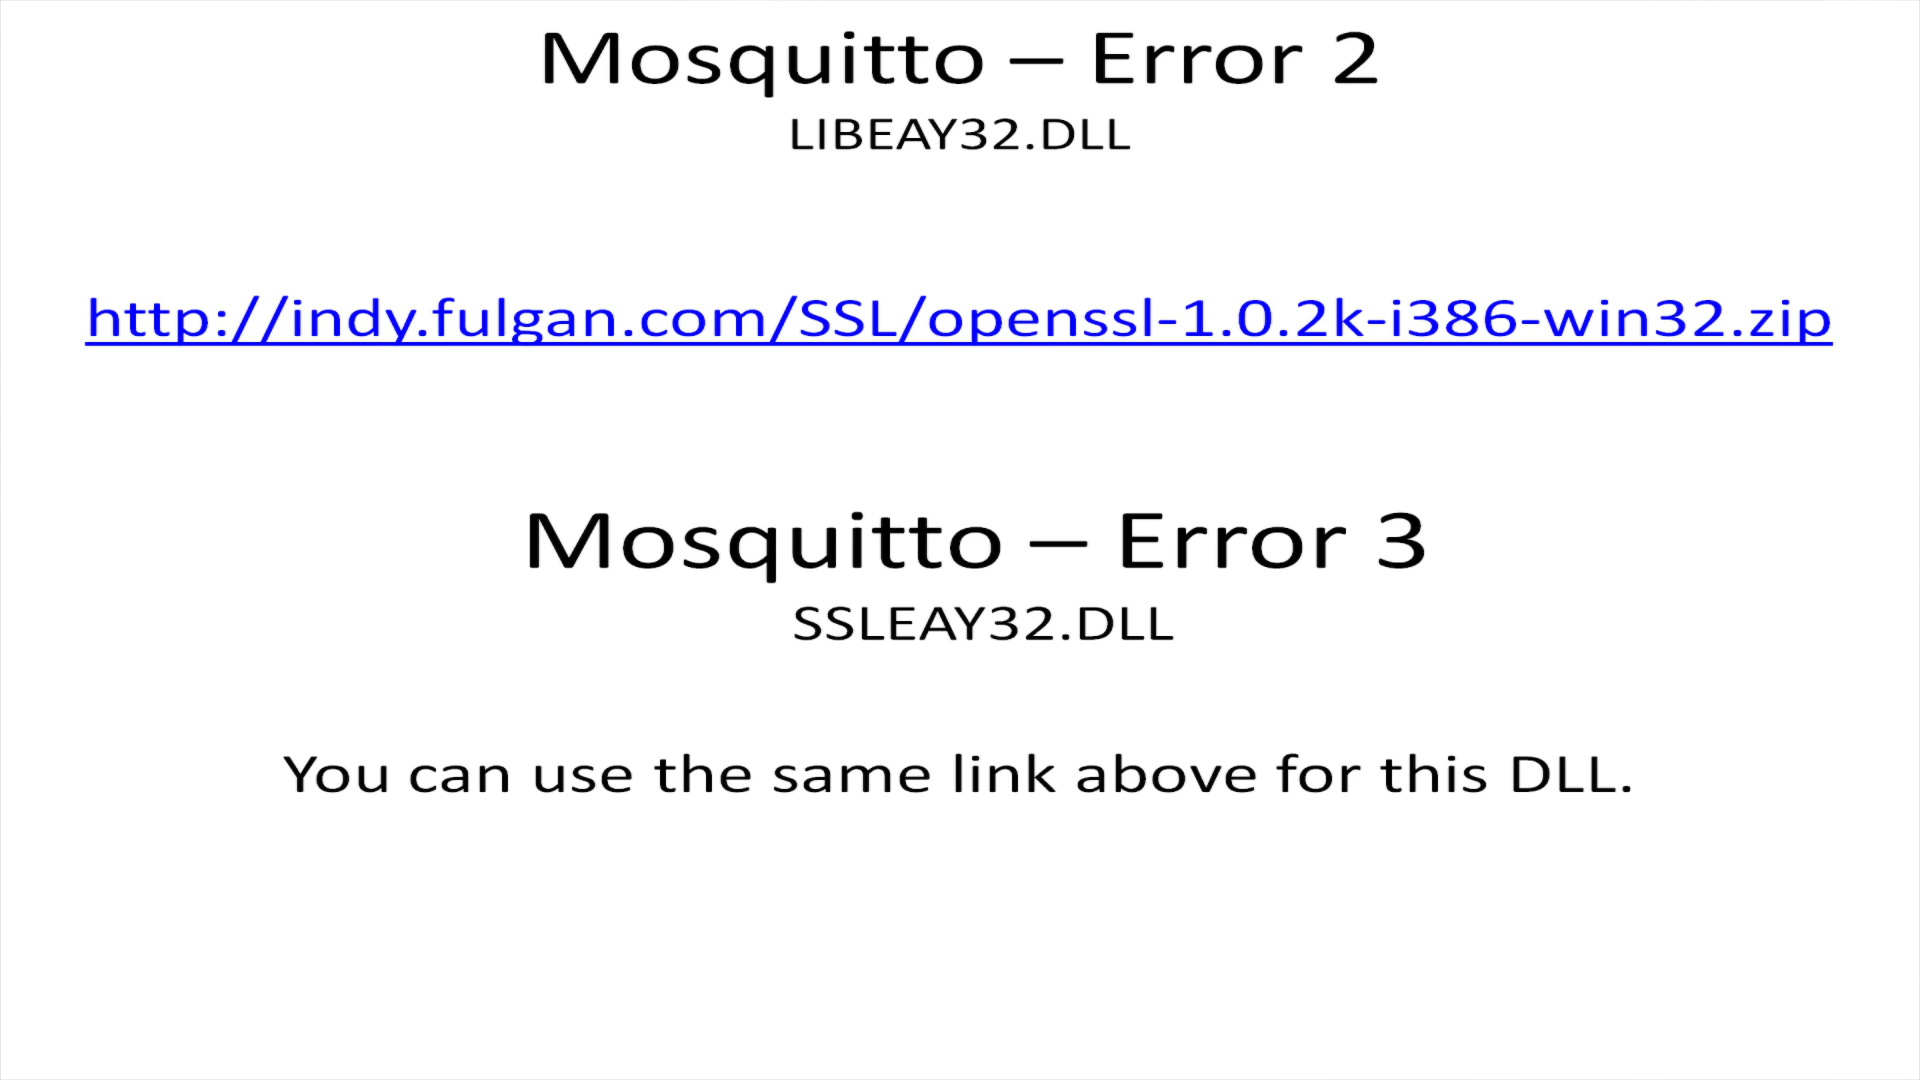 Mosquitto – Error 2
LIBEAY32.DLL
http://indy.fulgan.com/SSL/openssl-1.0.2k-i386-win32.zip
Mosquitto – Error 3
SSLEAY32.DLL
You can use the same link above for this DLL.